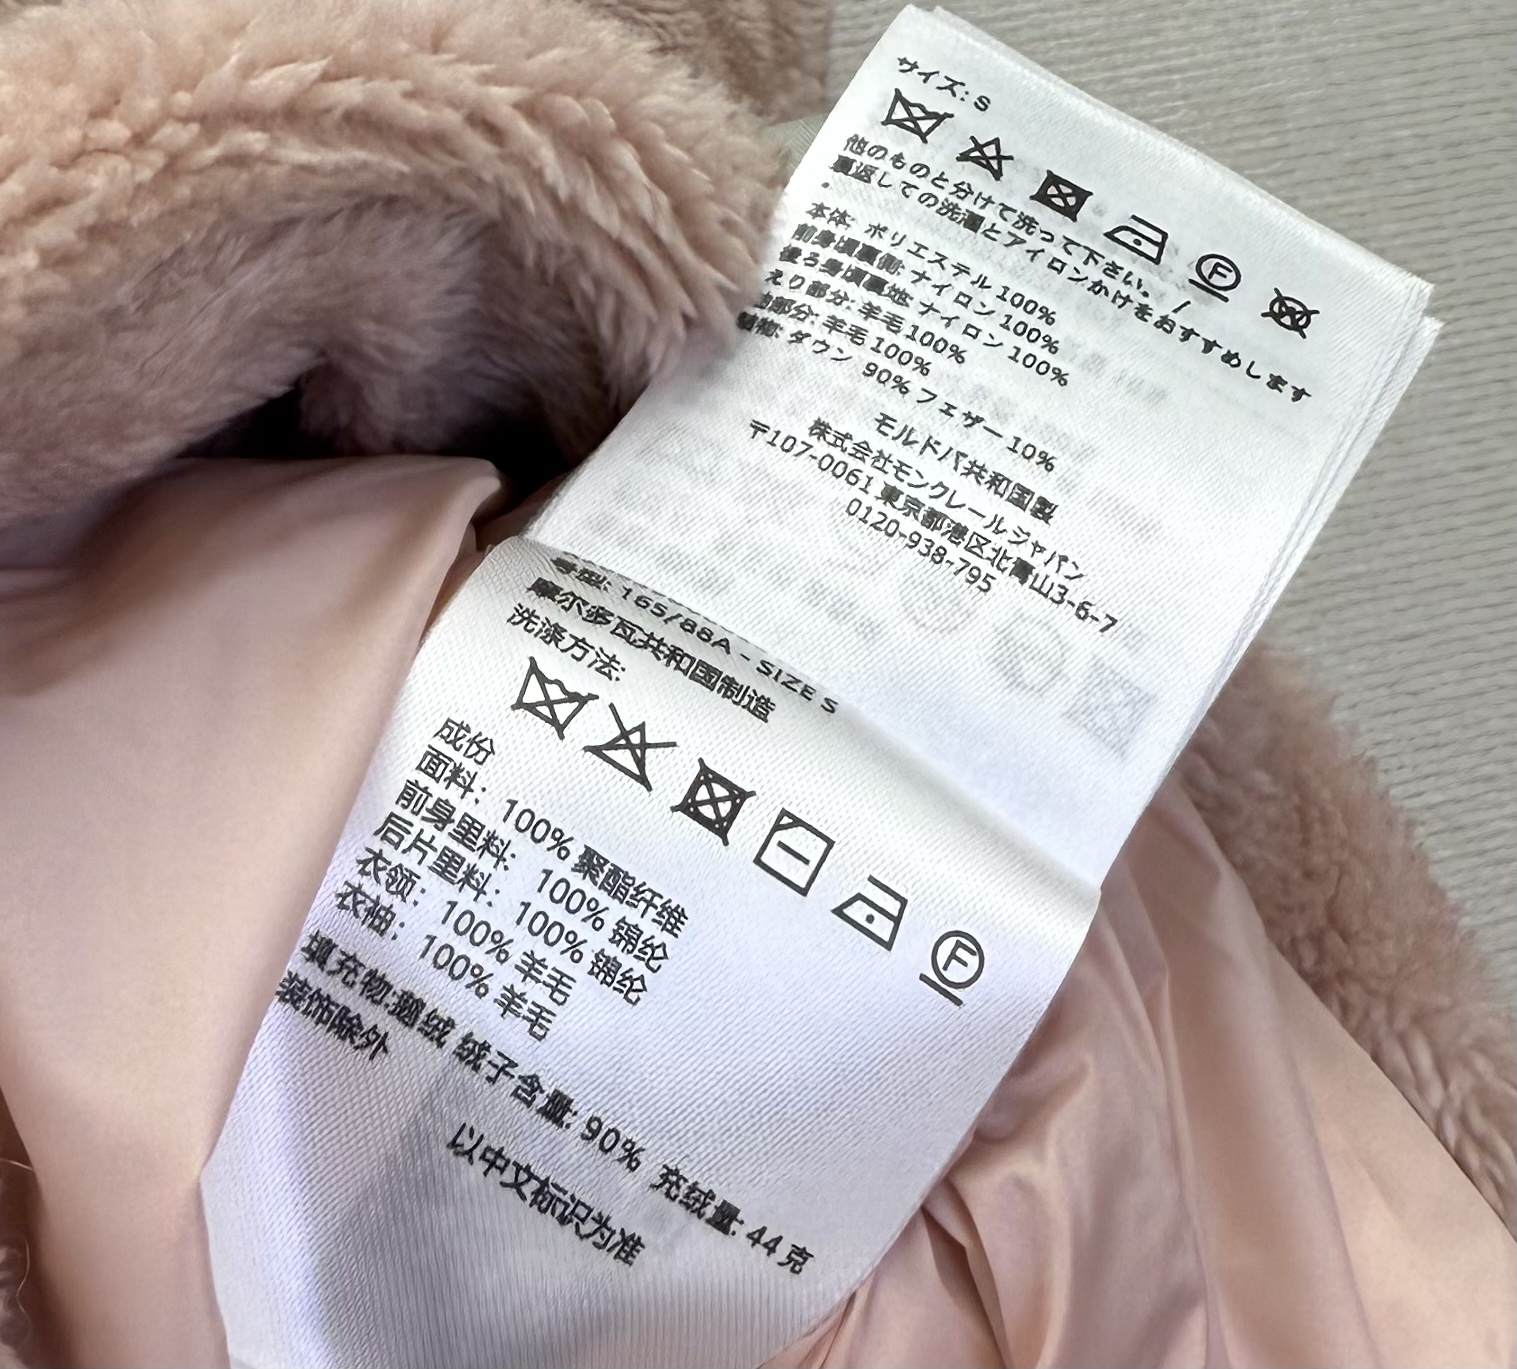 サイズ: S
他のものと分けて洗って下さい。/
裏返しての洗濯とアイロンかけをおすすめします
.
本体: ポリエステル 100%
前身頃裏側: ナイロン 100%
後ろ身頃裏地: ナイロン 100%
えり部分: 羊毛 100%
袖部分: 羊毛 100%
ダウン 90% フェザー 10%
モルドバ共和国製
株式会社モンクレールジャパン
〒107-0061 東京都港区北青山3-6-7
0120-938-795
号型: 165/88A - SIZE S
摩尔多瓦共和国制造
洗涤方法:
F
成份
面料: 100% 聚酯纤维
前身里料: 100% 锦纶
后片里料: 100% 锦纶
衣领: 100% 羊毛
衣袖: 100% 羊毛
填充物:鹅绒 绒子含量: 90% 充绒量: 44 克
装饰除外
以中文标识为准
F